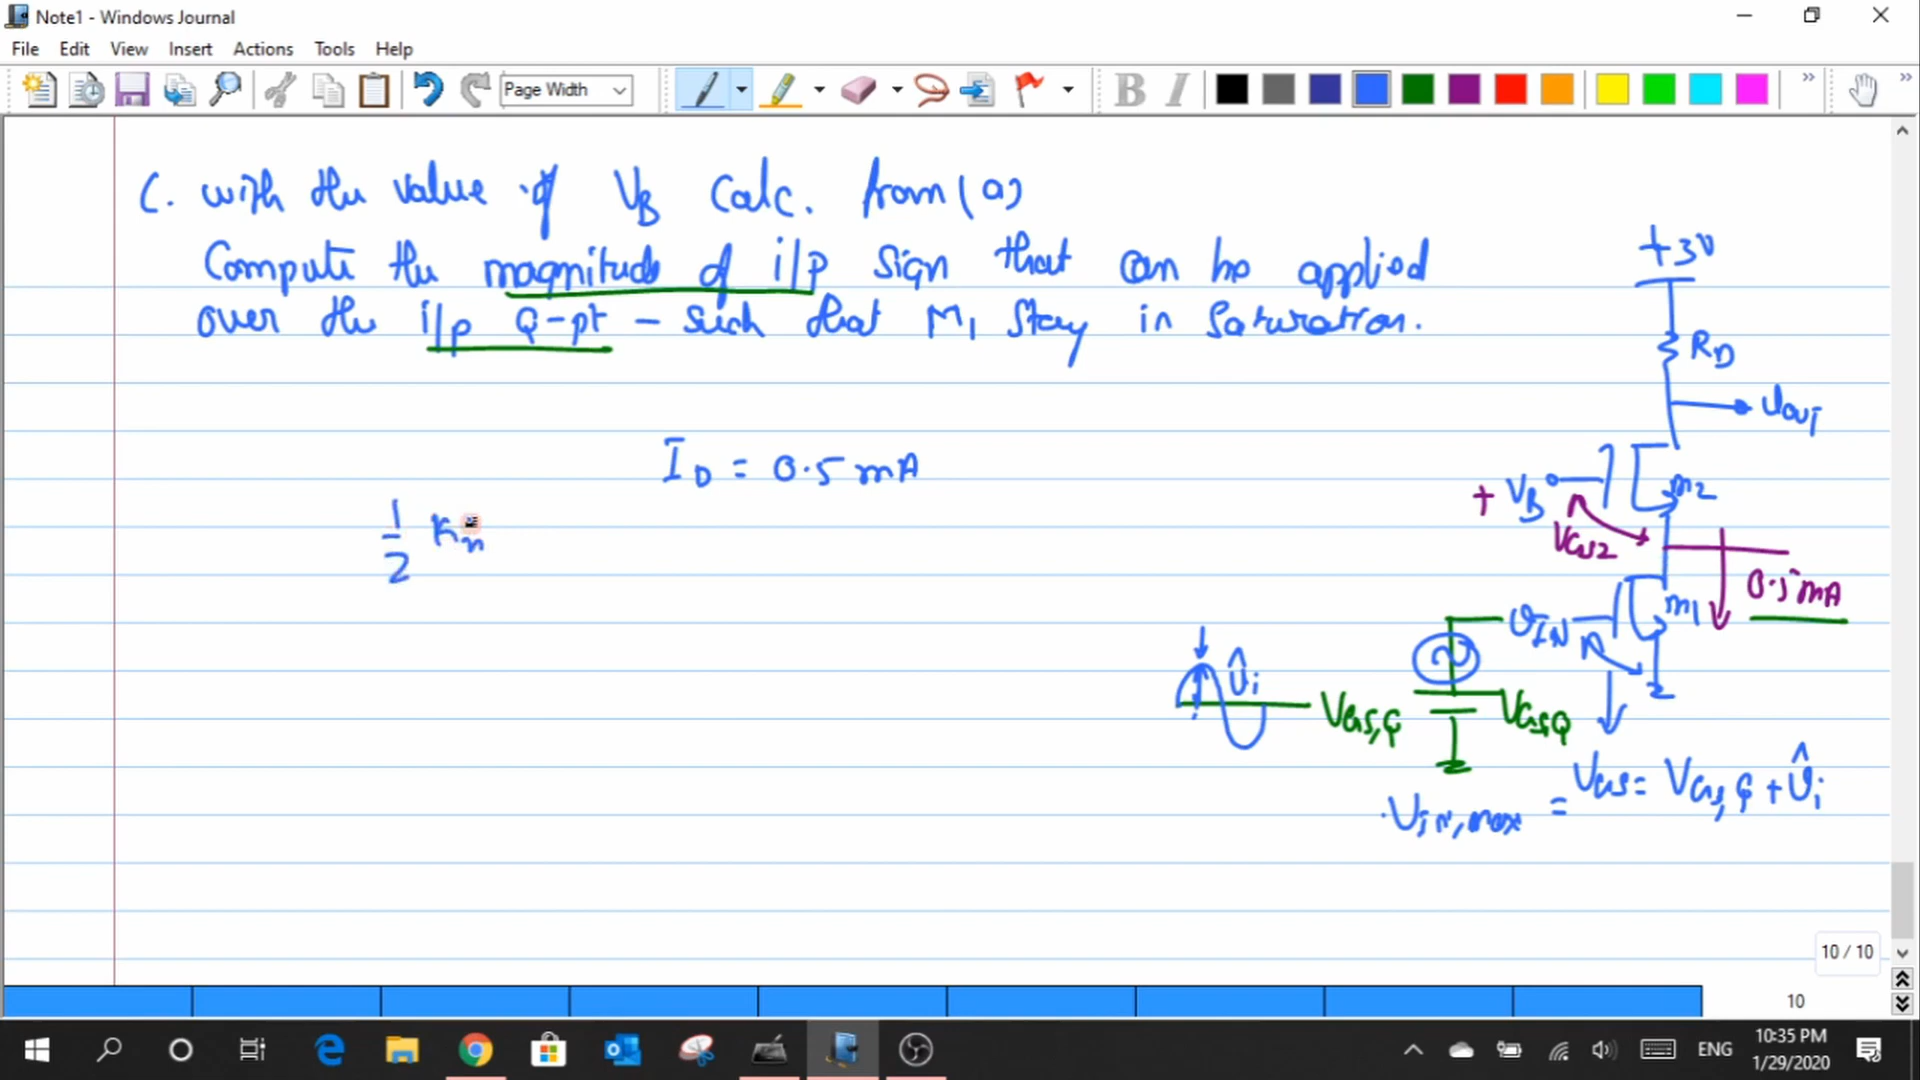 Note1 - Windows Journal
File Edit View Insert Actions Tools Help
Page Width
B I
C. with the value of VB Calc. from (a)
Compute the magnitude of i/p Sign that can be applied
over the i/p Q-pt - such that M1 Stay in Saturation.
+3V
RD
Vout
ID = 0.5 mA
+ VB
m2
VGS2
1/2 Kn
0.5 mA
m1
VIN
V̂i
VGS,Q
VGSQ
VGS = VGS,Q + V̂i
Vin,max =
10 / 10
10
ENG
10:35 PM
1/29/2020